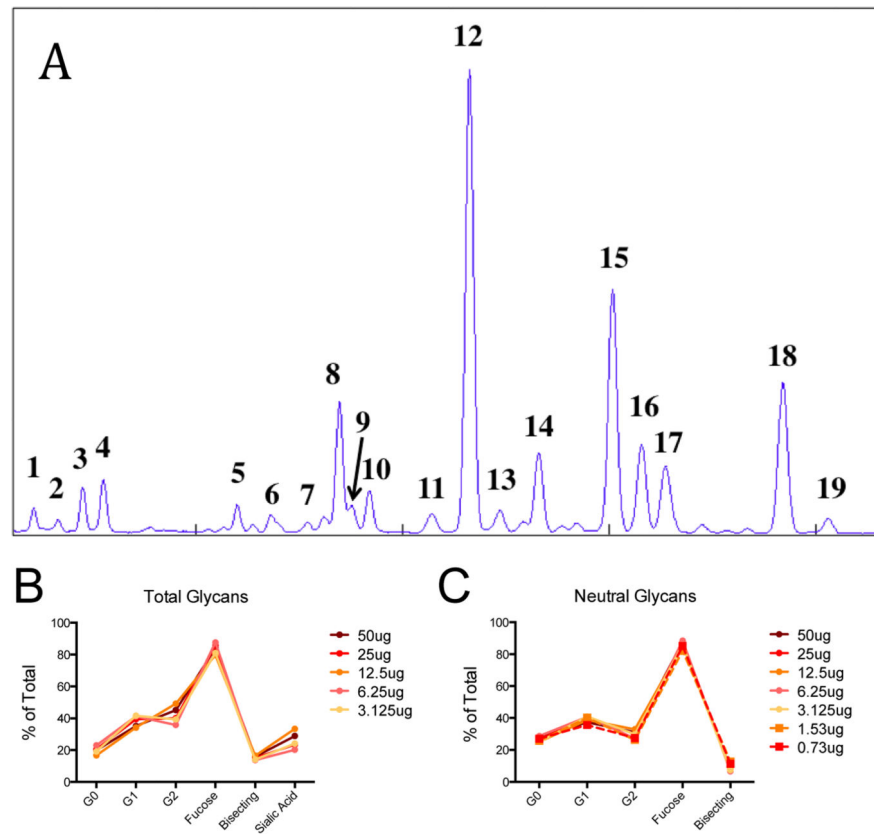 A
1
2
3
4
5
6
7
8
9
10
11
12
13
14
15
16
17
18
19
B
Total Glycans
% of Total
100
80
60
40
20
0
G0
G1
G2
Fucose
Bisecting
Sialic Acid
50ug
25ug
12.5ug
6.25ug
3.125ug
C
Neutral Glycans
% of Total
100
80
60
40
20
0
G0
G1
G2
Fucose
Bisecting
50ug
25ug
12.5ug
6.25ug
3.125ug
1.53ug
0.73ug